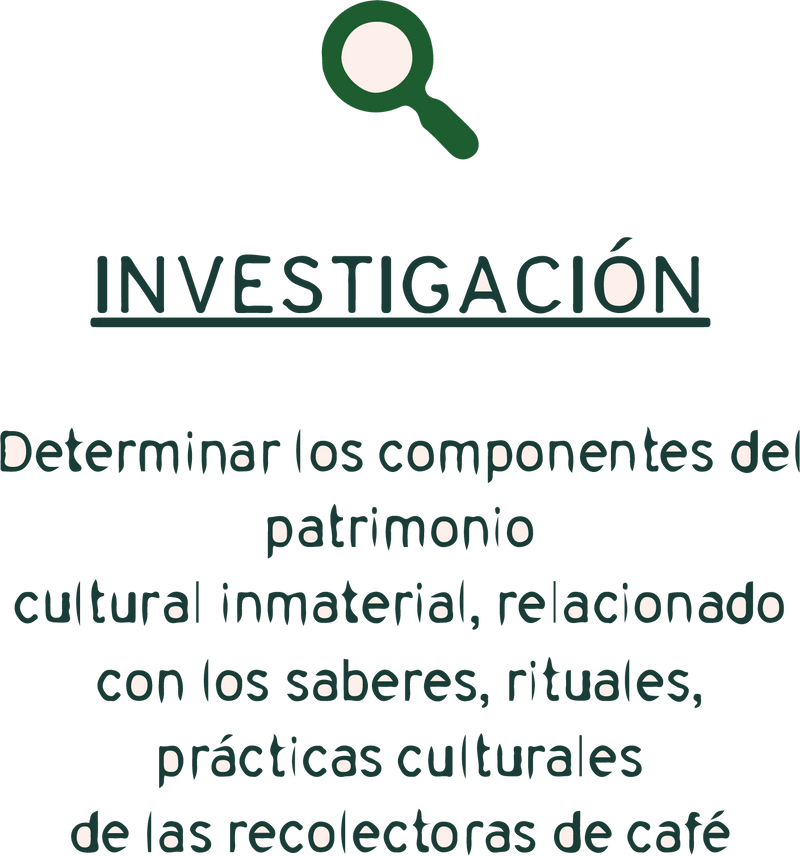 INVESTIGACIÓN
Determinar los componentes del
patrimonio
cultural inmaterial, relacionado
con los saberes, rituales,
prácticas culturales
de las recolectoras de café